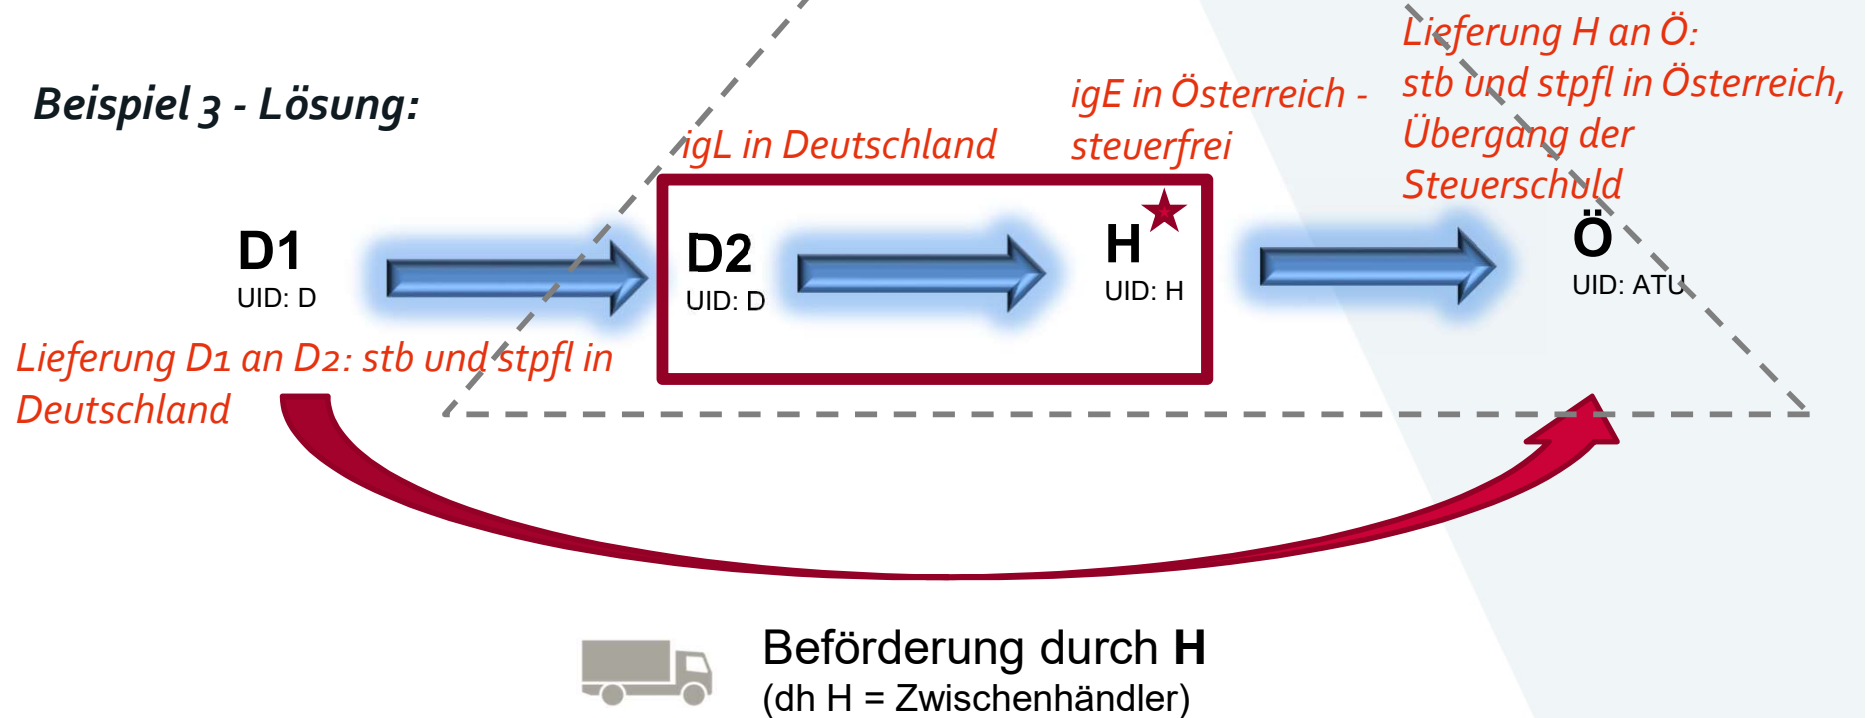 Beispiel 3 - Lösung:
igL in Deutschland
igE in Österreich -
steuerfrei
Lieferung H an Ö:
stb und stpfl in Österreich,
Übergang der
Steuerschuld
D1
UID: D
D2
UID: D
H
UID: H
Ö
UID: ATU
Lieferung D1 an D2: stb und stpfl in
Deutschland
Beförderung durch H
(dh H = Zwischenhändler)